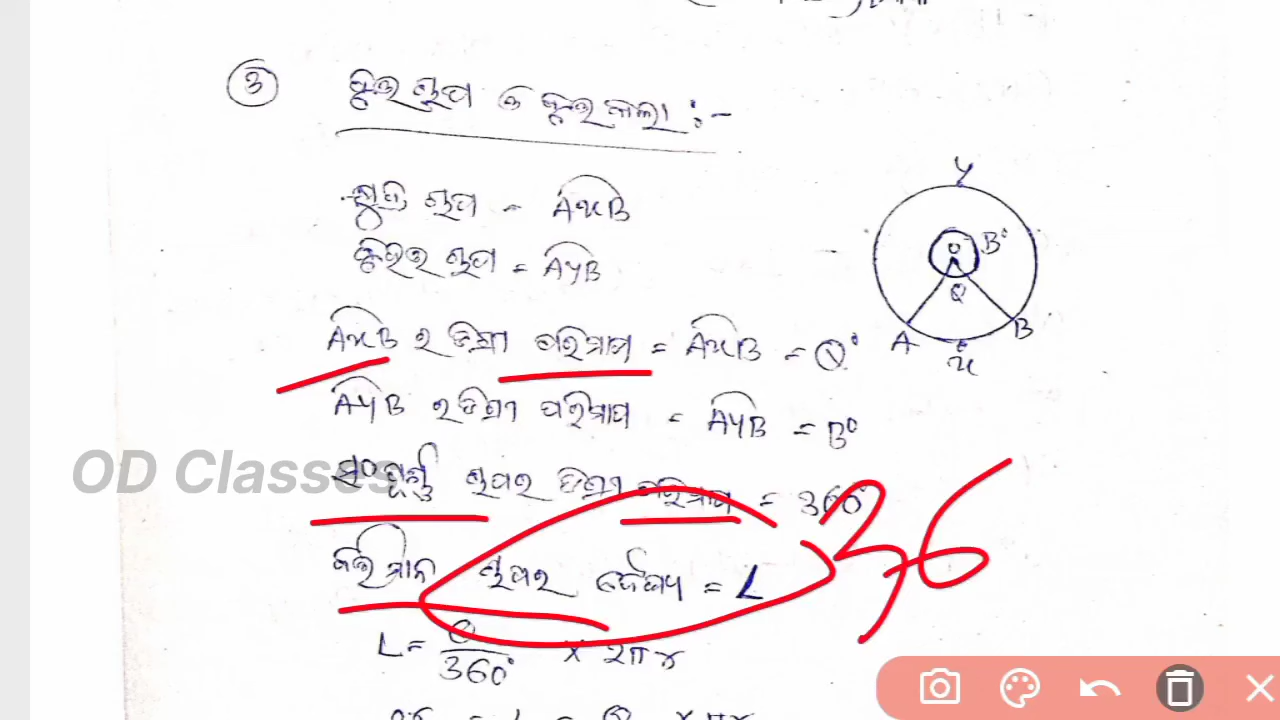 ③ ବୃତ୍ତ ଚାପ ଓ ବୃତ୍ତକଳା :-
କ୍ଷୁଦ୍ର ଚାପ = AxB
ବୃହତ ଚାପ = AYB
AxB ର ଡିଗ୍ରୀ ପରିମାପ = AxB = Q°
AYB ର ଡିଗ୍ରୀ ପରିମାପ = AYB = B°
ସଂପୂର୍ଣ୍ଣ ଚାପର ଡିଗ୍ରୀ ପରିମାପ = 360°
ଚାପର ଦୈର୍ଘ୍ୟ = L
L = θ/360° × 2πr
Y
O
B°
Q
A
B
x
36
OD Classes